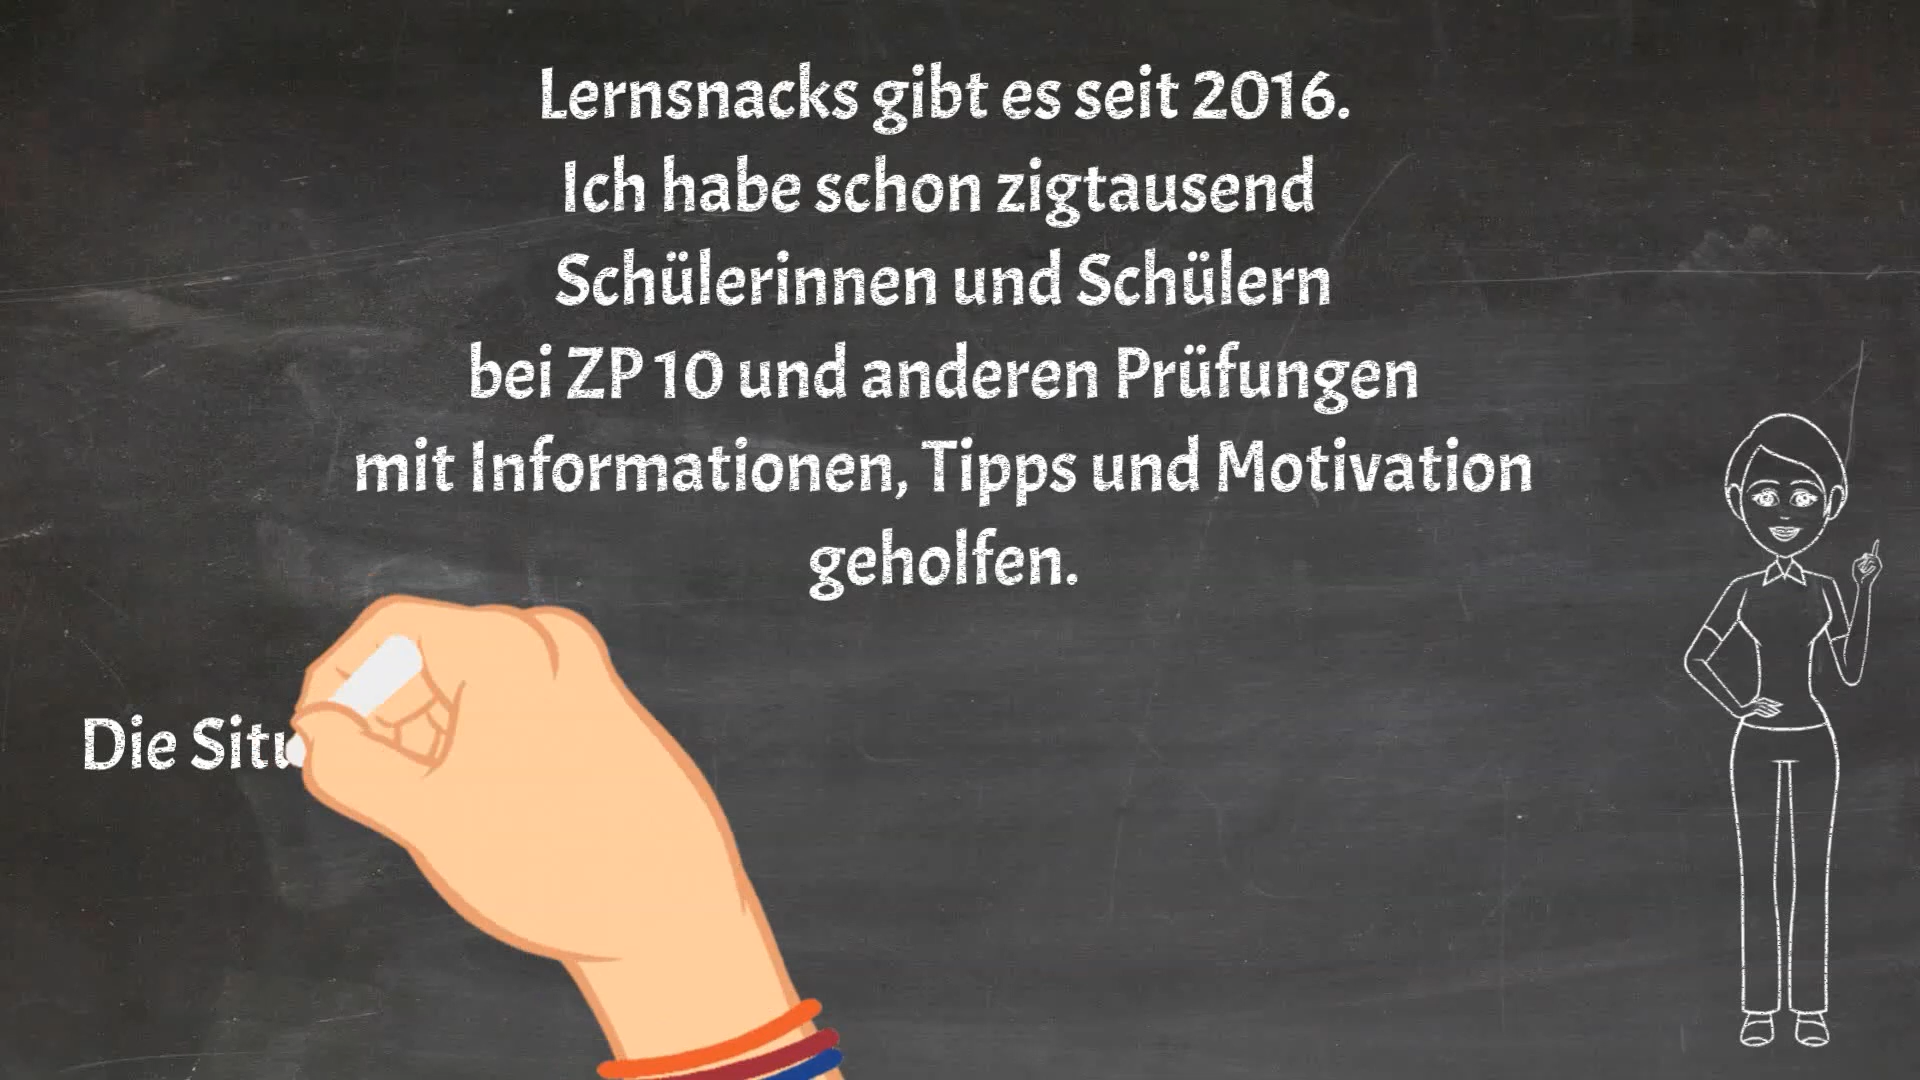 Lernsnacks gibt es seit 2016.
Ich habe schon zigtausend
Schülerinnen und Schülern
bei ZP 10 und anderen Prüfungen
mit Informationen, Tipps und Motivation
geholfen.
Die